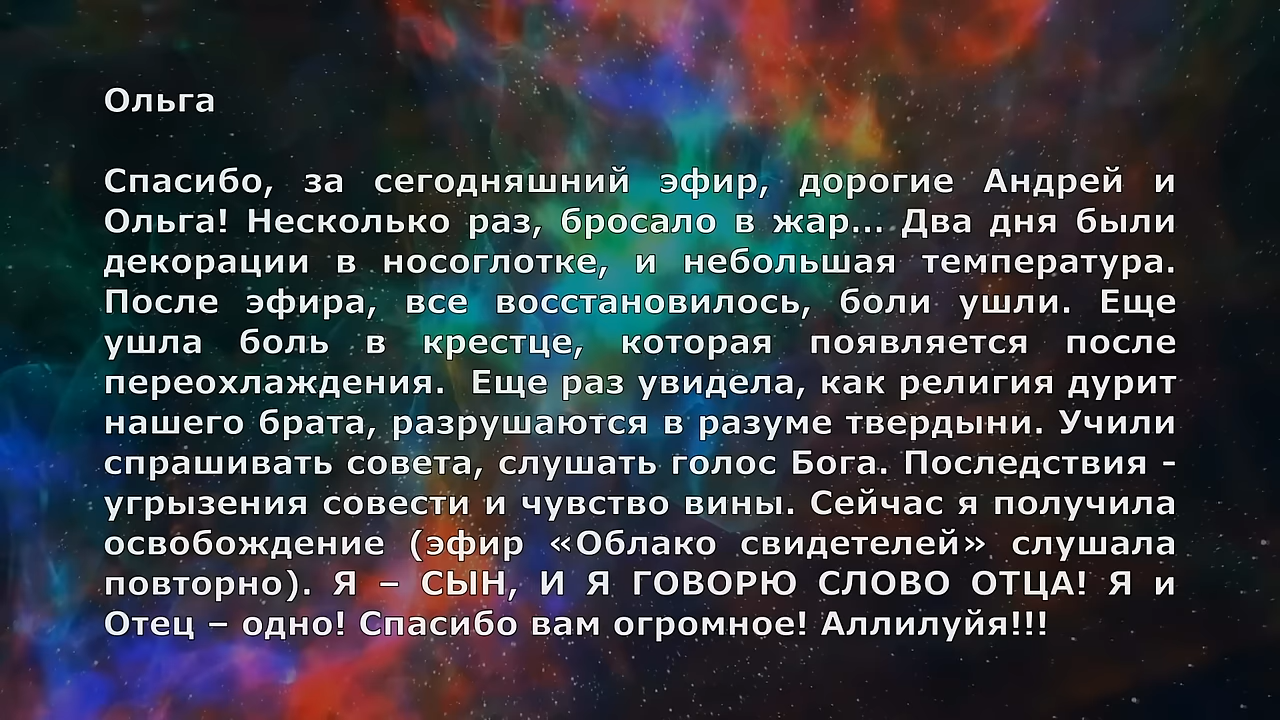 Ольга
Спасибо, за сегодняшний эфир, дорогие Андрей и
Ольга! Несколько раз, бросало в жар... Два дня были
декорации в носоглотке, и небольшая температура.
После эфира, все восстановилось, боли ушли. Еще
ушла боль в крестце, которая появляется после
переохлаждения. Еще раз увидела, как религия дурит
нашего брата, разрушаются в разуме твердыни. Учили
спрашивать совета, слушать голос Бога. Последствия -
угрызения совести и чувство вины. Сейчас я получила
освобождение (эфир «Облако свидетелей» слушала
повторно). Я – СЫН, И Я ГОВОРЮ СЛОВО ОТЦА! Я и
Отец – одно! Спасибо вам огромное! Аллилуйя!!!